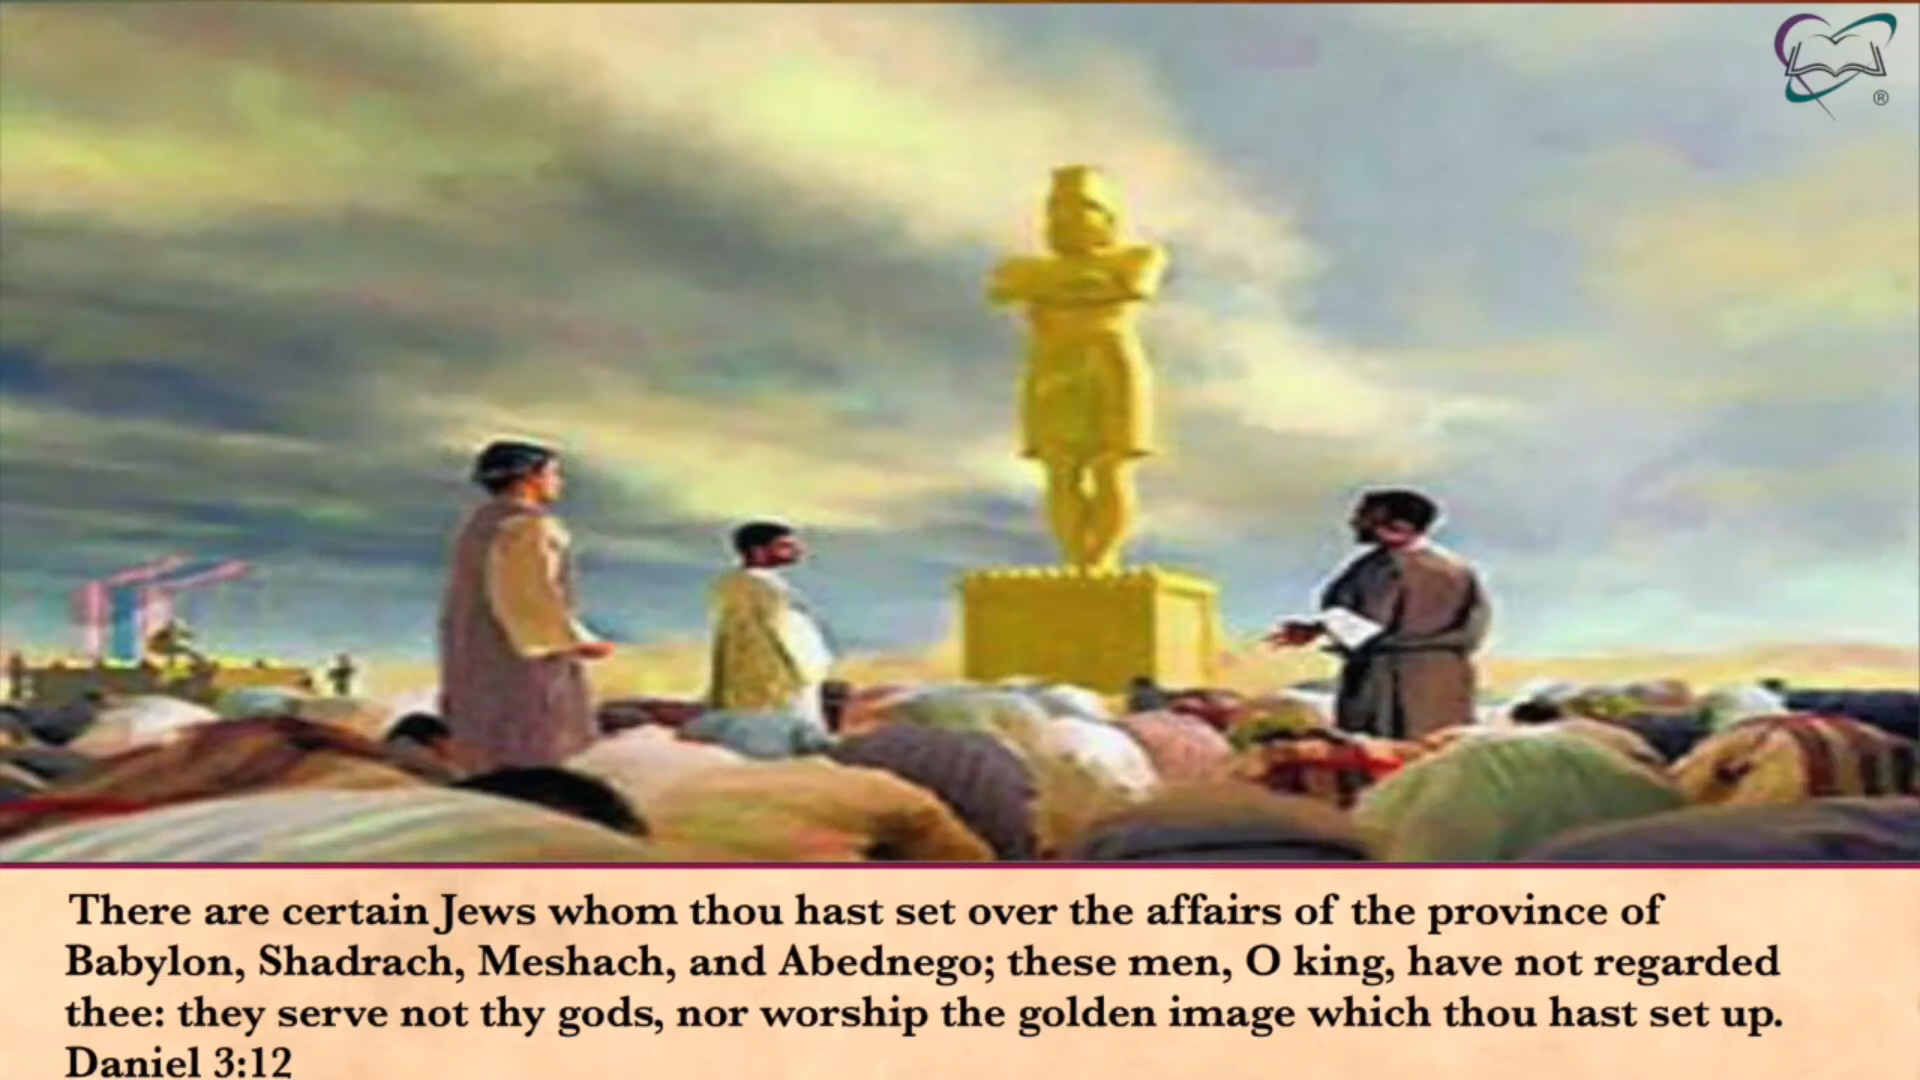 ®
There are certain Jews whom thou hast set over the affairs of the province of
Babylon, Shadrach, Meshach, and Abednego; these men, O king, have not regarded
thee: they serve not thy gods, nor worship the golden image which thou hast set up.
Daniel 3:12